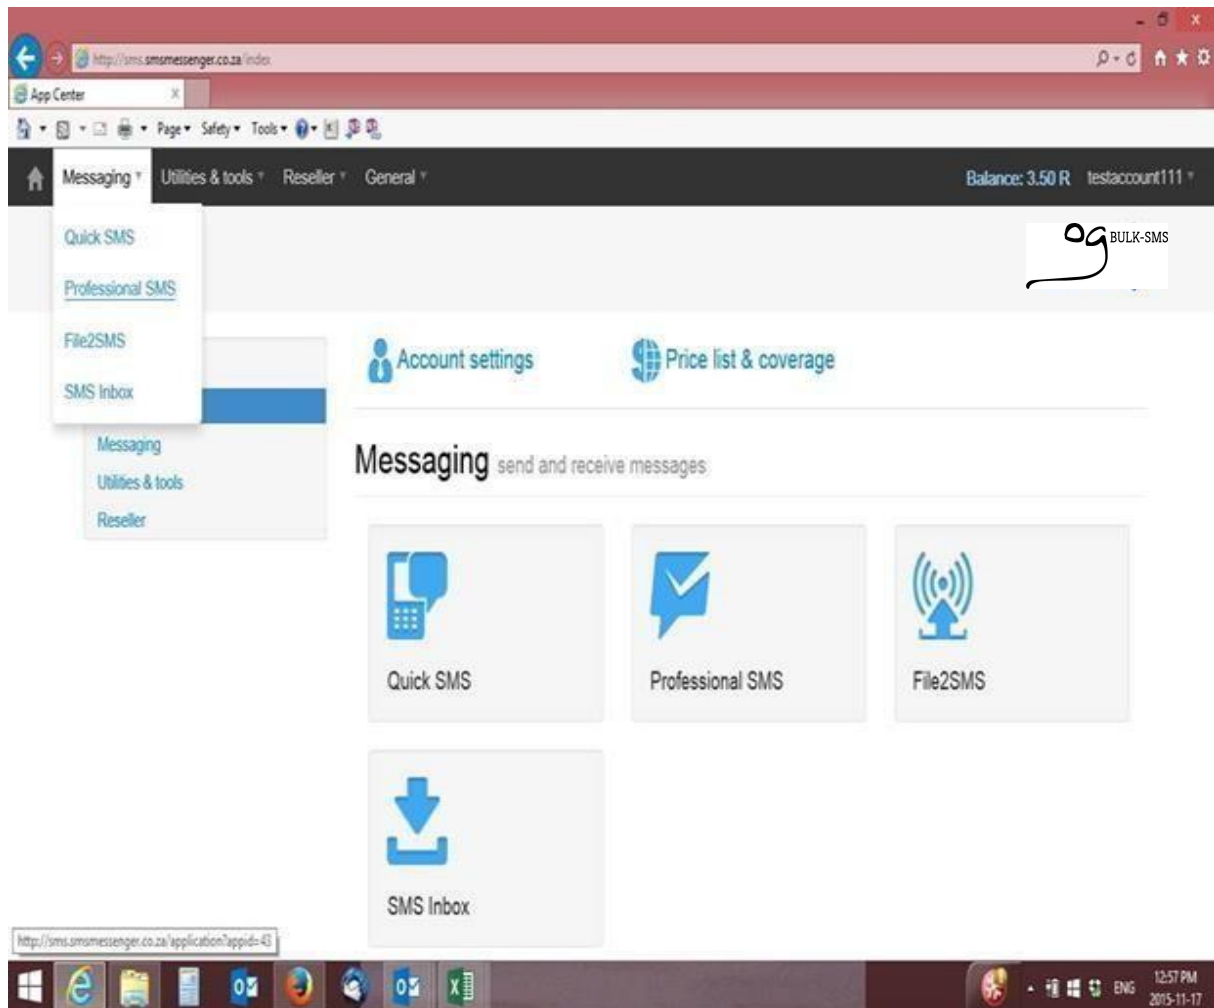 http://sms.smsmessenger.co.za/index
App Center X
Page Safety Tools
Messaging Utilities & tools Reseller General Balance: 3.50 R testaccount111
Quick SMS
Professional SMS
File2SMS
SMS Inbox
og BULK-SMS
Account settings Price list & coverage
Messaging
Utilities & tools
Reseller
Messaging send and receive messages
Quick SMS Professional SMS File2SMS
SMS Inbox
http://sms.smsmessenger.co.za/application?appid=43
ENG 12:57 PM
2015-11-17